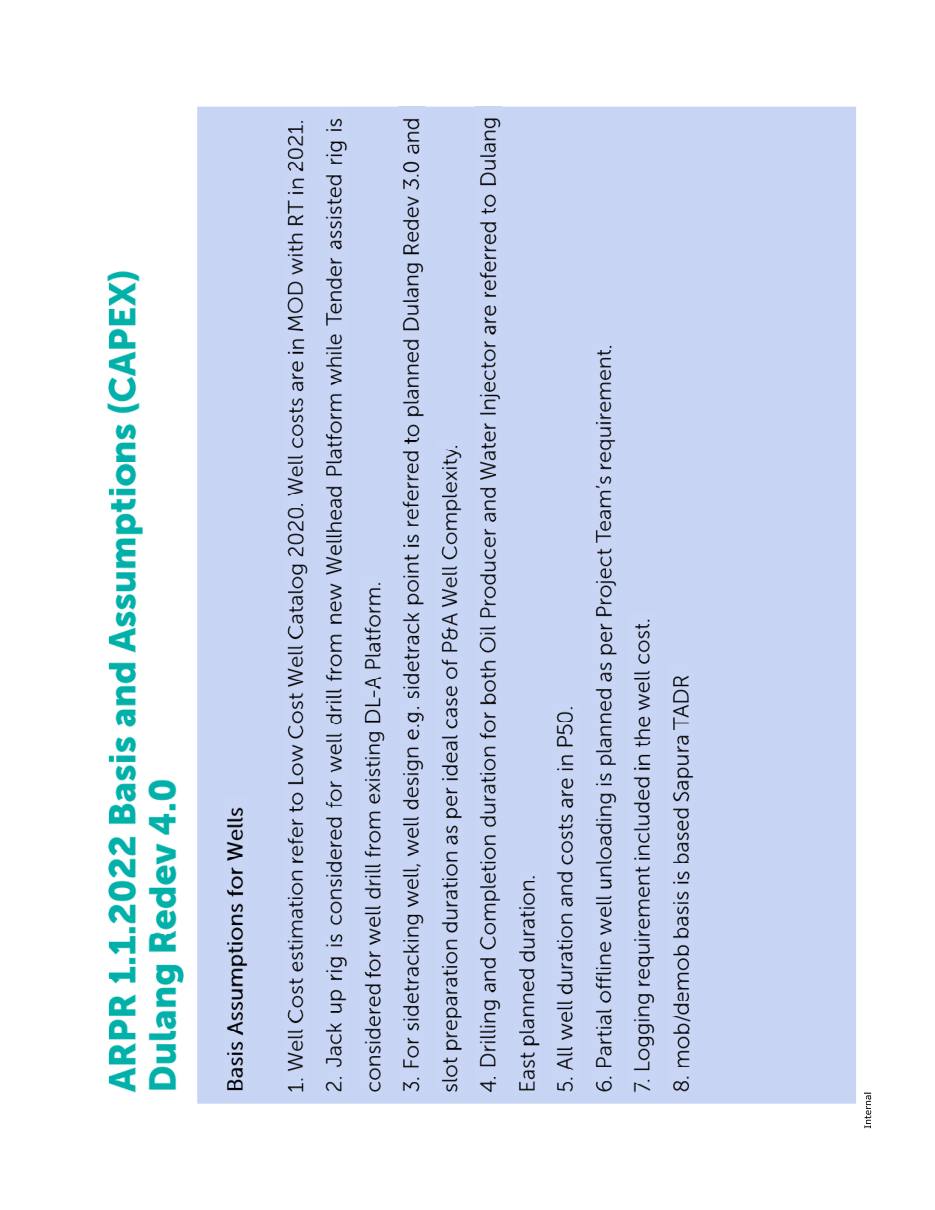 ARPR 1.1.2022 Basis and Assumptions (CAPEX)
Dulang Redev 4.0
Basis Assumptions for Wells
1. Well Cost estimation refer to Low Cost Well Catalog 2020. Well costs are in MOD with RT in 2021.
2. Jack up rig is considered for well drill from new Wellhead Platform while Tender assisted rig is
considered for well drill from existing DL-A Platform.
3. For sidetracking well, well design e.g. sidetrack point is referred to planned Dulang Redev 3.0 and
slot preparation duration as per ideal case of P&A Well Complexity.
4. Drilling and Completion duration for both Oil Producer and Water Injector are referred to Dulang
East planned duration.
5. All well duration and costs are in P50.
6. Partial offline well unloading is planned as per Project Team’s requirement.
7. Logging requirement included in the well cost.
8. mob/demob basis is based Sapura TADR
Internal